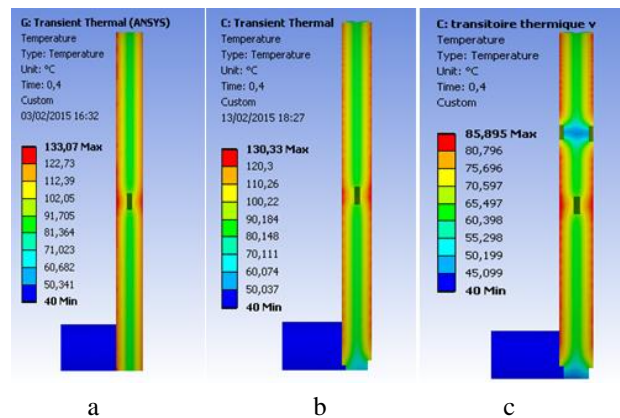 G: Transient Thermal (ANSYS)
Temperature
Type: Temperature
Unit: °C
Time: 0,4
Custom
03/02/2015 16:32
133,07 Max
122,73
112,39
102,05
91,705
81,364
71,023
60,682
50,341
40 Min
a
C: Transient Thermal
Temperature
Type: Temperature
Unit: °C
Time: 0,4
Custom
13/02/2015 18:27
130,33 Max
120,3
110,26
100,22
90,184
80,148
70,111
60,074
50,037
40 Min
b
C: transitoire thermique v
Temperature
Type: Temperature
Unit: °C
Time: 0,4
Custom
85,895 Max
80,796
75,696
70,597
65,497
60,398
55,298
50,199
45,099
40 Min
c